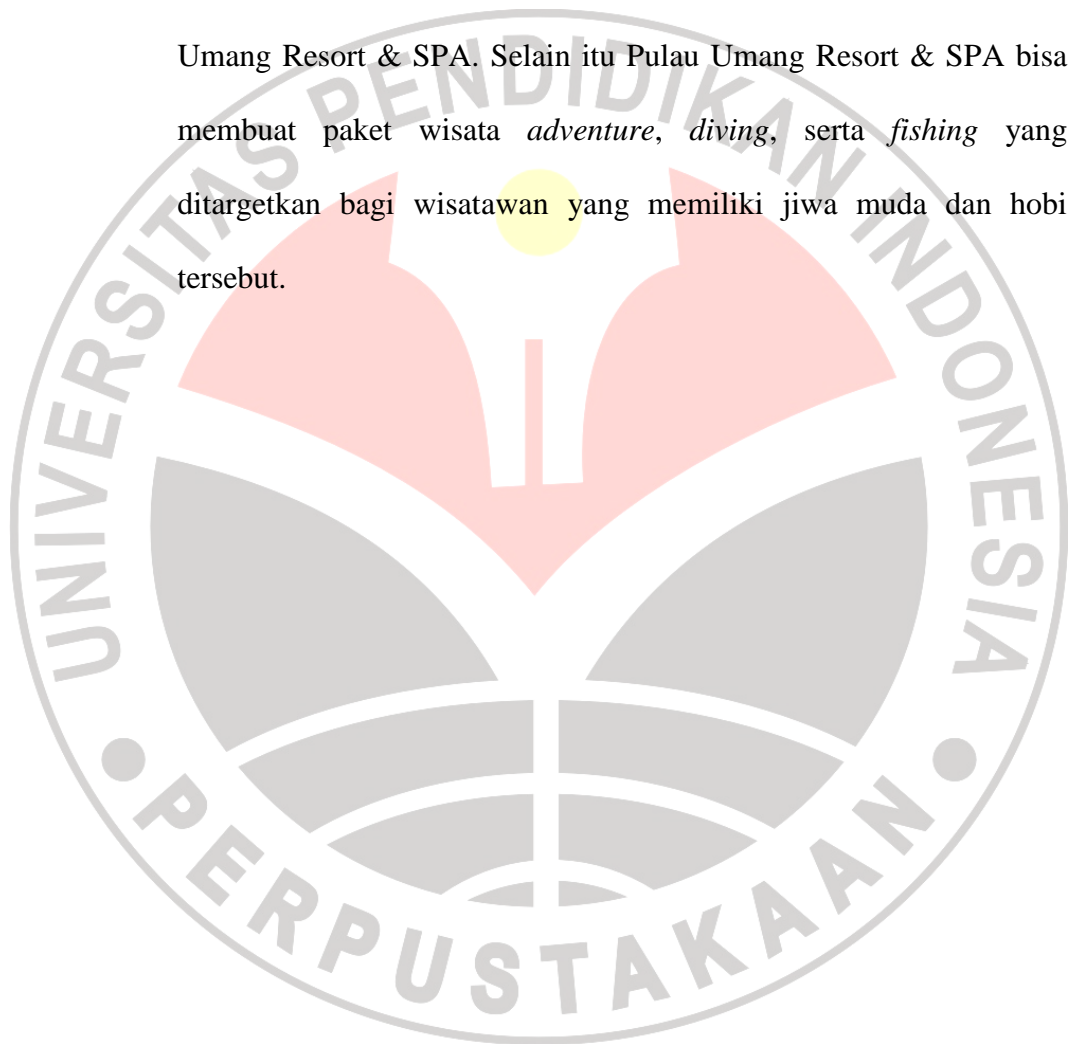 Umang Resort & SPA. Selain itu Pulau Umang Resort & SPA bisa
membuat paket wisata adventure, diving, serta fishing yang
ditargetkan bagi wisatawan yang memiliki jiwa muda dan hobi
tersebut.
UNIVERSITAS PENDIDIKAN INDONESIA
PERPUSTAKAAN